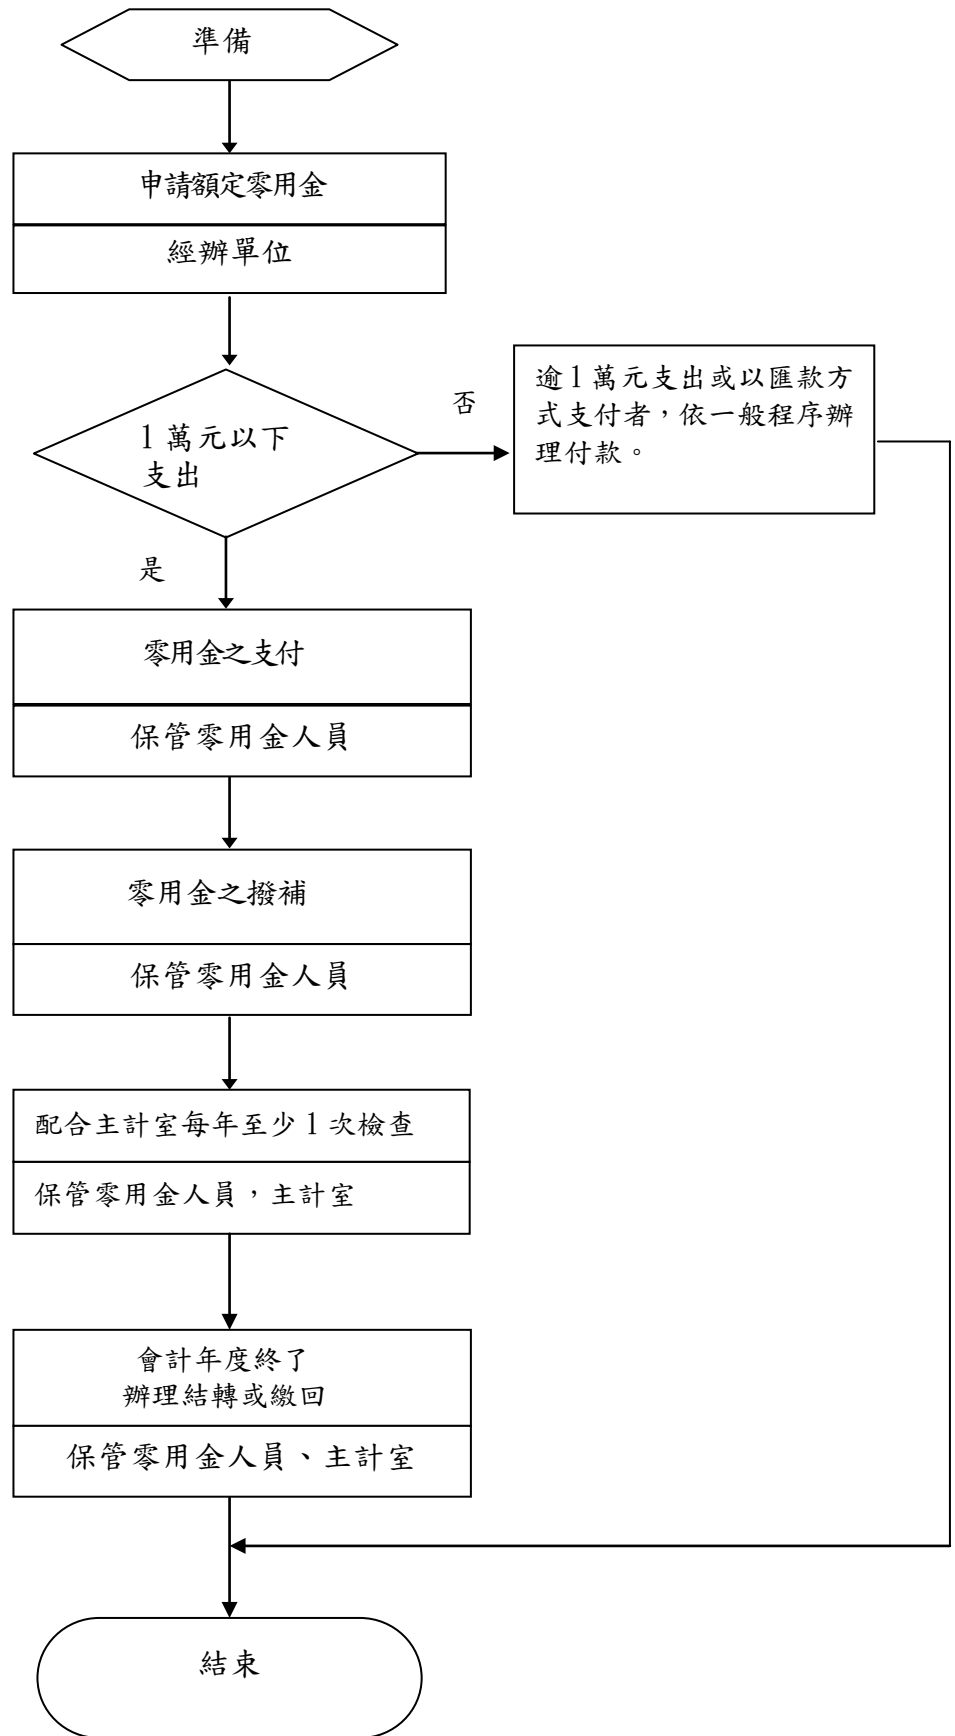 準備
申請額定零用金
經辦單位
1萬元以下
支出
否
逾1萬元支出或以匯款方
式支付者，依一般程序辦
理付款。
是
零用金之支付
保管零用金人員
零用金之撥補
保管零用金人員
配合主計室每年至少1次檢查
保管零用金人員，主計室
會計年度終了
辦理結轉或繳回
保管零用金人員、主計室
結束